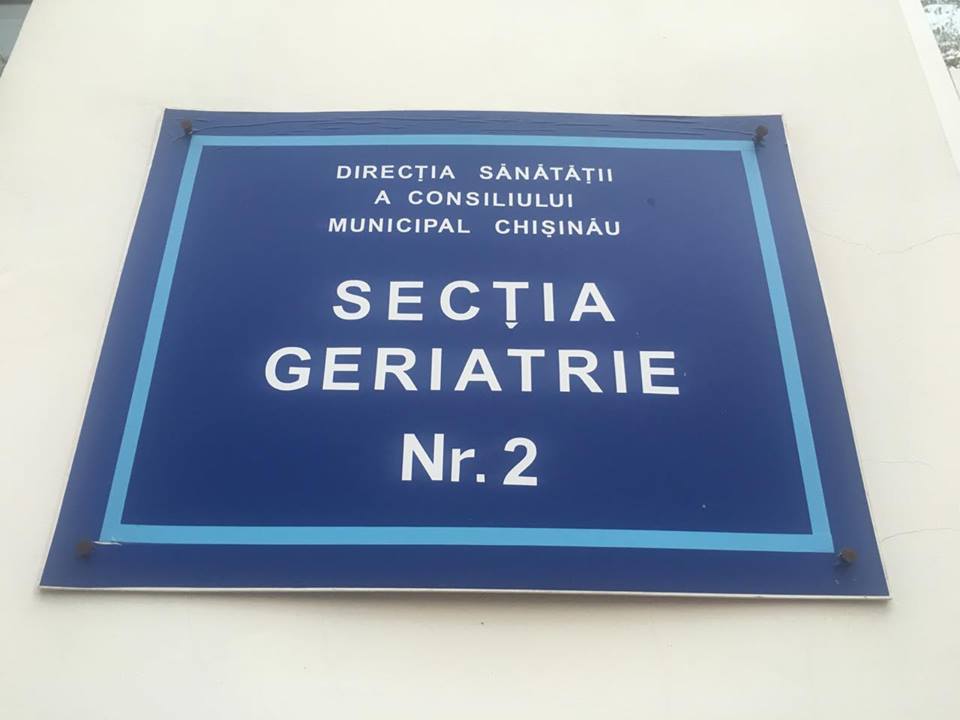 DIRECȚIA SĂNĂTĂȚII
A CONSILIULUI
MUNICIPAL CHIȘINĂU
SECȚIA
GERIATRIE
Nr. 2